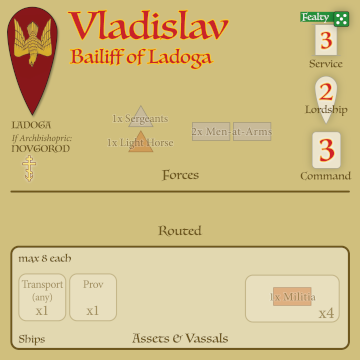 Vladislav
Bailiff of Ladoga
Fealty
3
Service
2
Lordship
3
Command
LADOGA
If Archbishopric:
NOVGOROD
1x Sergeants
1x Light Horse
2x Men-at-Arms
Forces
Routed
max 8 each
Transport
(any)
x1
Prov
x1
1x Militia
x4
Ships
Assets & Vassals